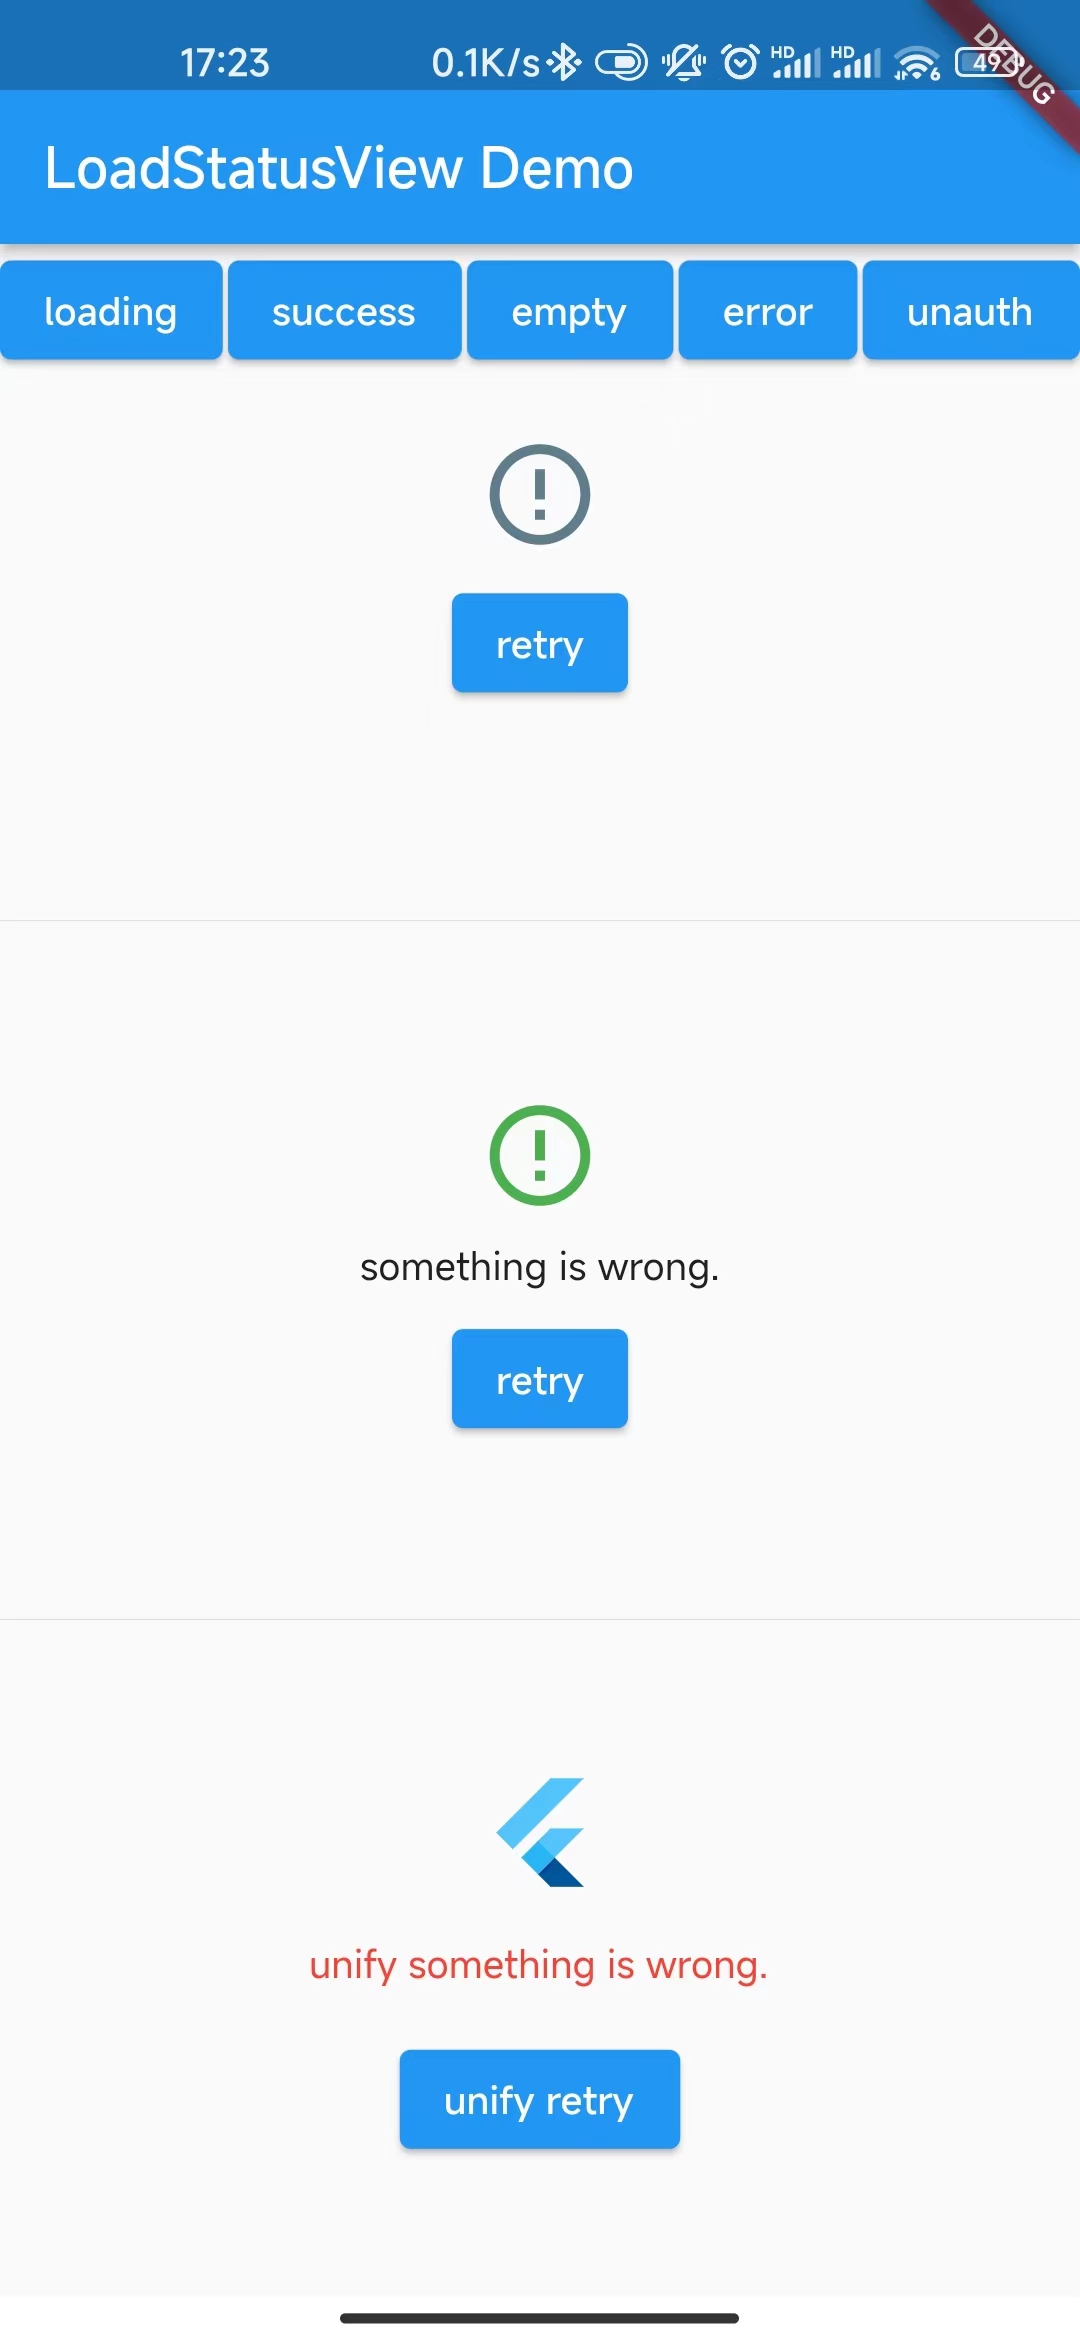 17:23 0.1K/s HD HD 6 49
DEBUG
LoadStatusView Demo
loading success empty error unauth
retry
something is wrong.
retry
unify something is wrong.
unify retry